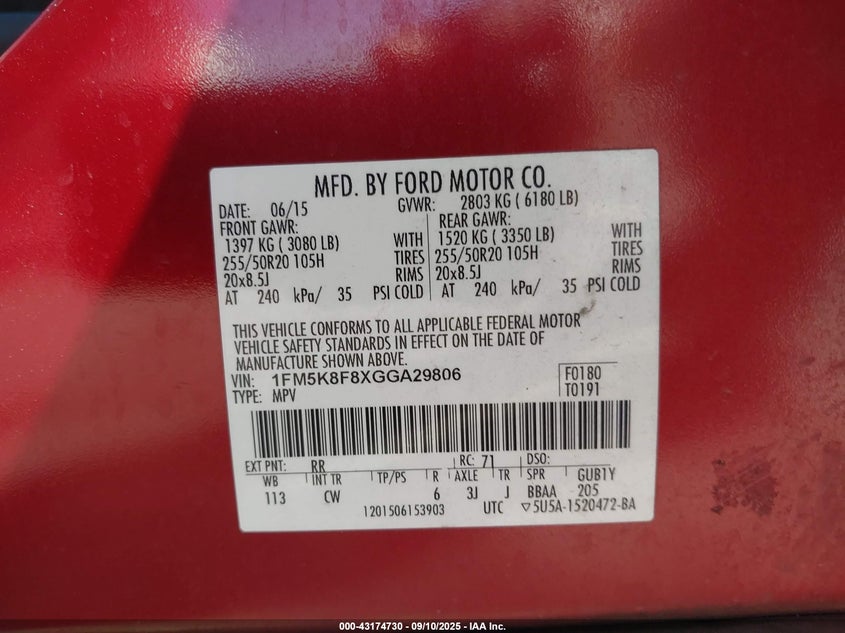 MFD. BY FORD MOTOR CO.
DATE: 06/15 GVWR: 2803 KG ( 6180 LB)
FRONT GAWR: REAR GAWR:
1397 KG ( 3080 LB) WITH 1520 KG ( 3350 LB) WITH
255/50R20 105H TIRES 255/50R20 105H TIRES
20x8.5J RIMS 20x8.5J RIMS
AT 240 kPa/ 35 PSI COLD AT 240 kPa/ 35 PSI COLD
THIS VEHICLE CONFORMS TO ALL APPLICABLE FEDERAL MOTOR
VEHICLE SAFETY STANDARDS IN EFFECT ON THE DATE OF
MANUFACTURE SHOWN ABOVE.
VIN: 1FM5K8F8XGGA29806 F0180
TYPE: MPV T0191
EXT PNT: RR RC: 71 DSO:
WB INT TR TP/PS R AXLE TR SPR GUB1Y
113 CW 6 3J J BBAA 205
1201506153903 UTC ▽5U5A-1520472-BA
000-43174730 - 09/10/2025 - IAA Inc.